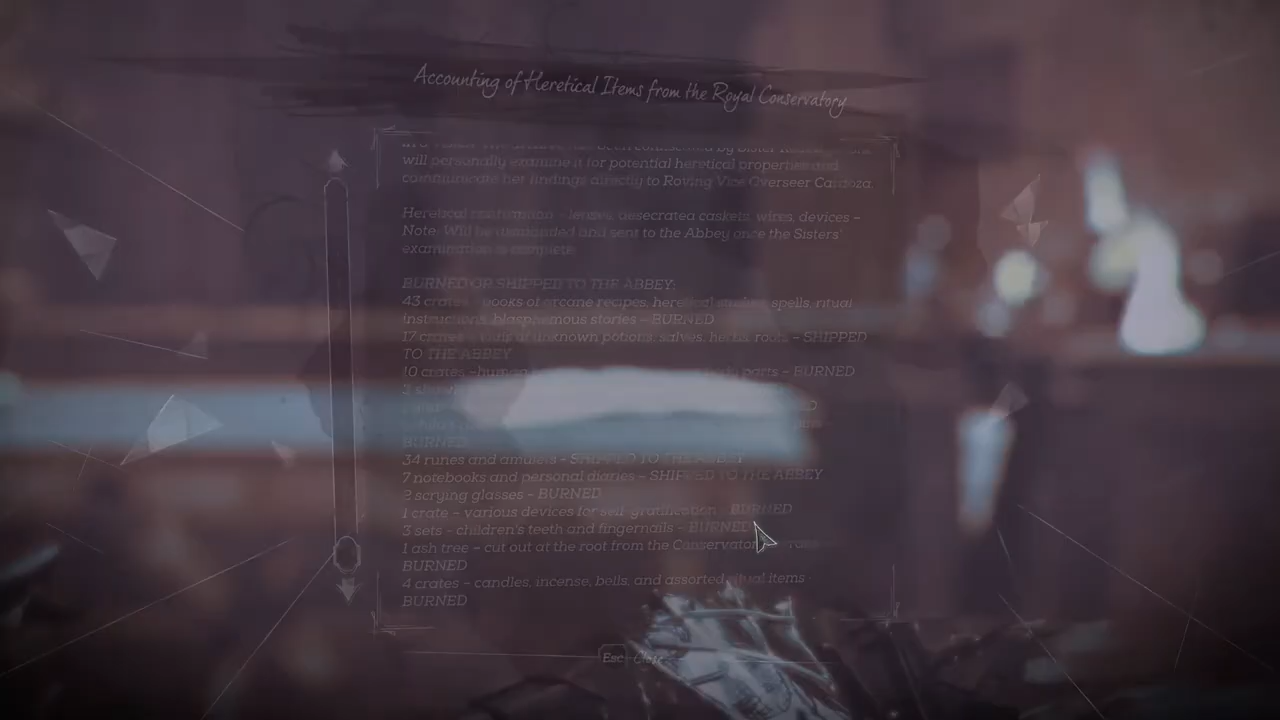 Accounting of Heretical Items from the Royal Conservatory
will personally examine it for potential heretical properties and
communicate her findings directly to Roving Vice Overseer Cardoza.
Heretical contraption - lenses, desecrated caskets, wires, devices -
Note: Will be dismantled and sent to the Abbey once the Sisters'
examination is complete.
BURNED OR SHIPPED TO THE ABBEY:
43 crates - books of arcane recipes, heretical studies, spells, ritual
instructions, blasphemous stories - BURNED
17 crates - vials of unknown potions, salves, herbs, roots - SHIPPED
TO THE ABBEY
10 crates - human parts - BURNED
BURNED
34 runes and amulets - SHIPPED TO THE ABBEY
7 notebooks and personal diaries - SHIPPED TO THE ABBEY
2 scrying glasses - BURNED
1 crate - various devices for self-gratification - BURNED
3 sets - children's teeth and fingernails - BURNED
1 ash tree - cut out at the root from the Conservatory
BURNED
4 crates - candles, incense, bells, and assorted ritual items -
BURNED
Esc Close